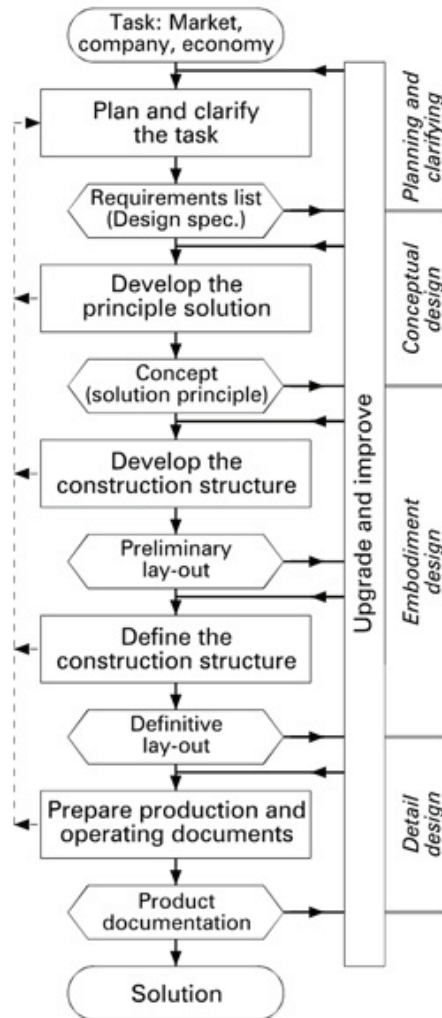 Task: Market,
company, economy
Plan and clarify
the task
Requirements list
(Design spec.)
Develop the
principle solution
Concept
(solution principle)
Develop the
construction structure
Preliminary
lay-out
Define the
construction structure
Definitive
lay-out
Prepare production and
operating documents
Product
documentation
Solution
Upgrade and improve
Planning and
clarifying
Conceptual
design
Embodiment
design
Detail
design